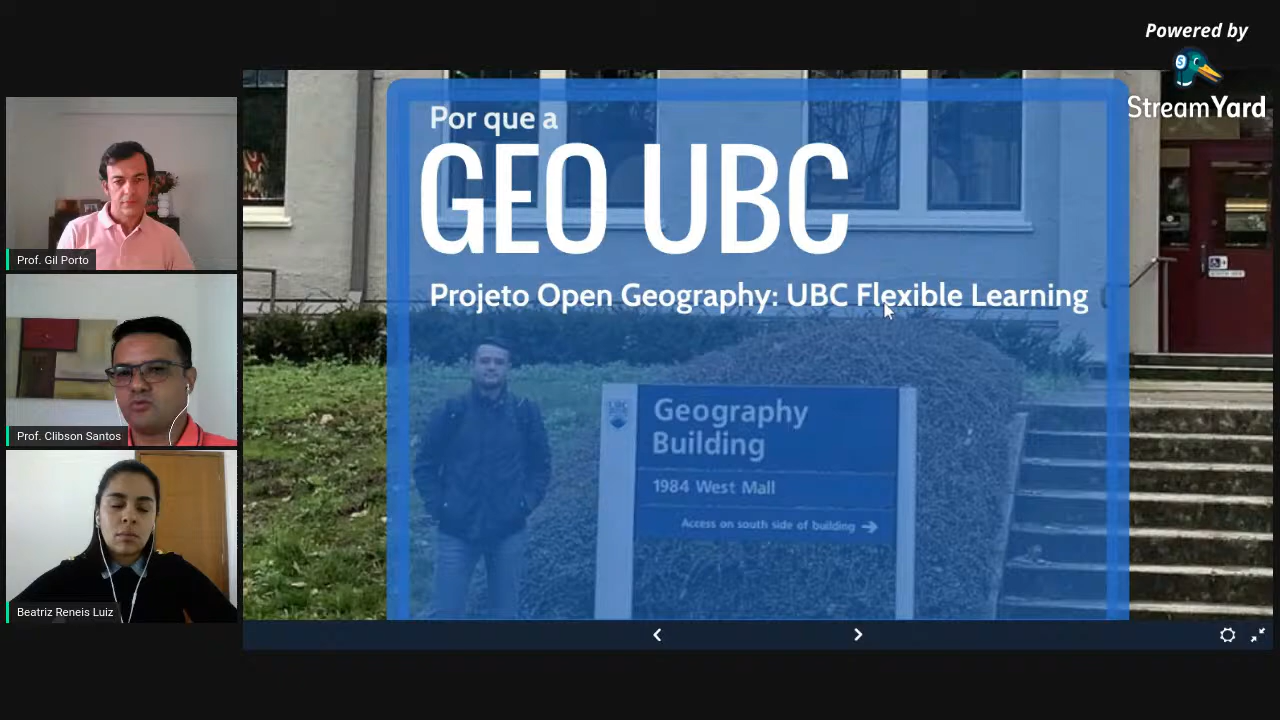 Powered by
StreamYard
Prof. Gil Porto
Prof. Clibson Santos
Beatriz Reneis Luiz
Por que a
GEO UBC
Projeto Open Geography: UBC Flexible Learning
UBC
Geography
Building
1984 West Mall
Access on south side of building